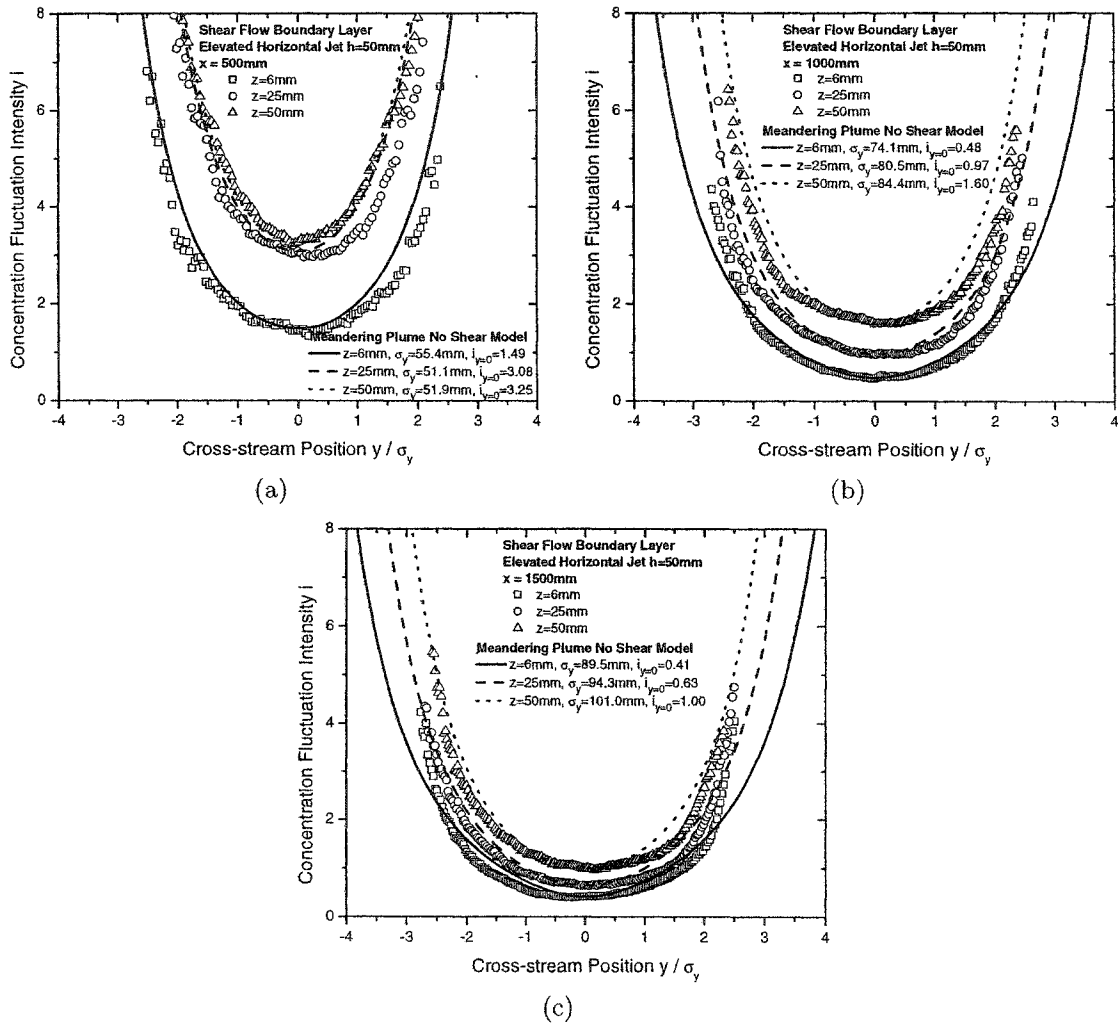 Shear Flow Boundary Layer
Elevated Horizontal Jet h=50mm
x = 500mm
z=6mm
z=25mm
z=50mm
Meandering Plume No Shear Model
z=6mm, σy=55.4mm, iy=0=1.49
z=25mm, σy=51.1mm, iy=0=3.08
z=50mm, σy=51.9mm, iy=0=3.25
Concentration Fluctuation Intensity i
8
6
4
2
0
-4 -3 -2 -1 0 1 2 3 4
Cross-stream Position y / σy
(a)
Shear Flow Boundary Layer
Elevated Horizontal Jet h=50mm
x = 1000mm
z=6mm
z=25mm
z=50mm
Meandering Plume No Shear Model
z=6mm, σy=74.1mm, iy=0=0.48
z=25mm, σy=80.5mm, iy=0=0.97
z=50mm, σy=84.4mm, iy=0=1.60
Concentration Fluctuation Intensity i
8
6
4
2
0
-4 -3 -2 -1 0 1 2 3 4
Cross-stream Position y / σy
(b)
Shear Flow Boundary Layer
Elevated Horizontal Jet h=50mm
x = 1500mm
z=6mm
z=25mm
z=50mm
Meandering Plume No Shear Model
z=6mm, σy=89.5mm, iy=0=0.41
z=25mm, σy=94.3mm, iy=0=0.63
z=50mm, σy=101.0mm, iy=0=1.00
Concentration Fluctuation Intensity i
8
6
4
2
0
-4 -3 -2 -1 0 1 2 3 4
Cross-stream Position y / σy
(c)